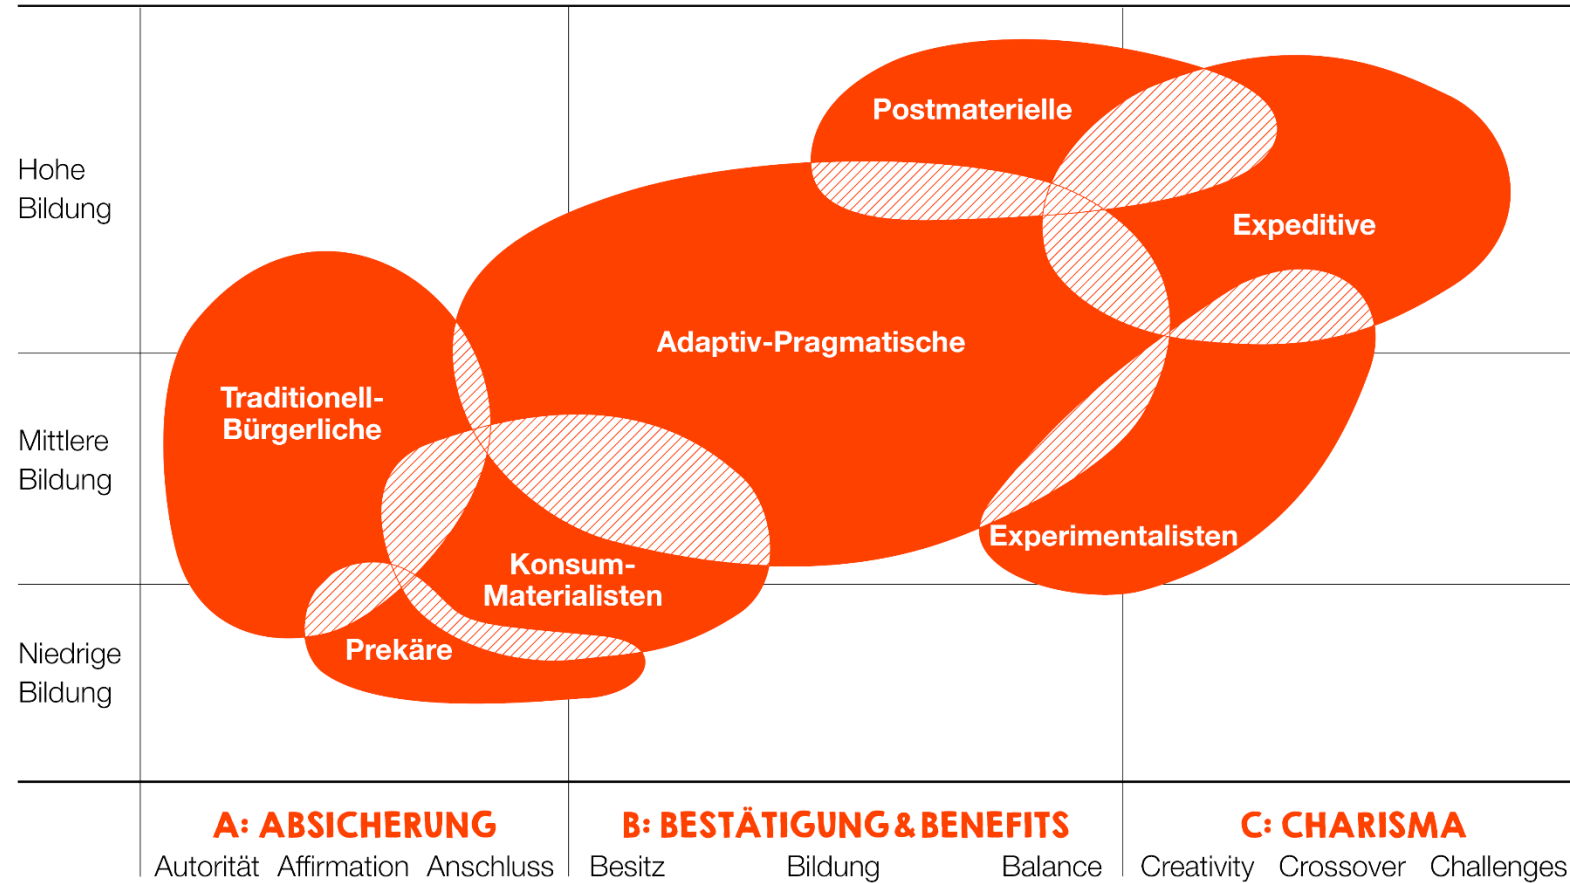 Postmaterielle
Hohe
Bildung
Expeditive
Adaptiv-Pragmatische
Traditionell-
Bürgerliche
Mittlere
Bildung
Experimentalisten
Konsum-
Materialisten
Prekäre
Niedrige
Bildung
A: ABSICHERUNG
B: BESTÄTIGUNG & BENEFITS
C: CHARISMA
Autorität Affirmation Anschluss
Besitz Bildung Balance
Creativity Crossover Challenges